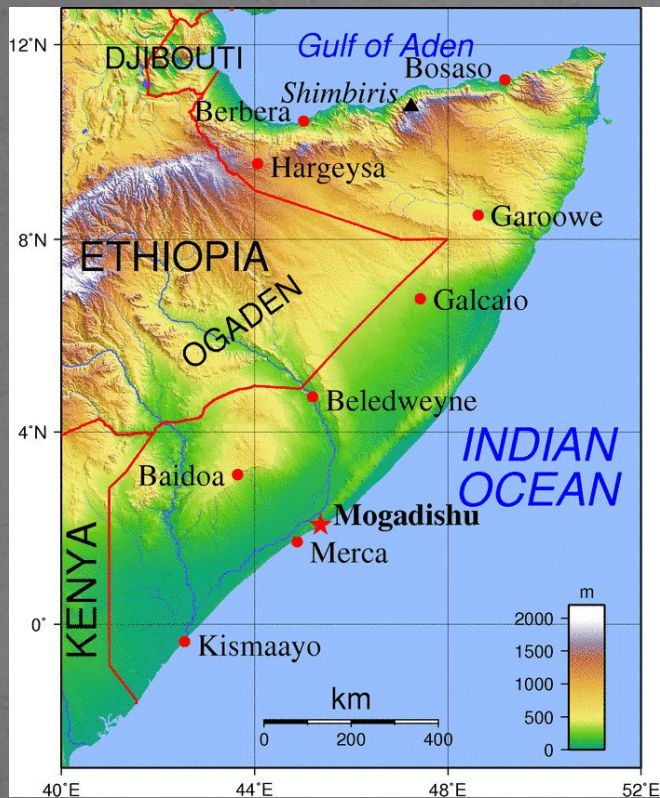 12°N
Gulf of Aden
DJIBOUTI
Bosaso
Shimbiris
Berbera
Hargeysa
Garoowe
8°N
ETHIOPIA
OGADEN
Galcaio
Beledweyne
4°N
INDIAN
OCEAN
Baidoa
Mogadishu
Merca
KENYA
m
2000
1500
1000
500
0
0°
Kismaayo
km
0 200 400
40°E 44°E 48°E 52°E